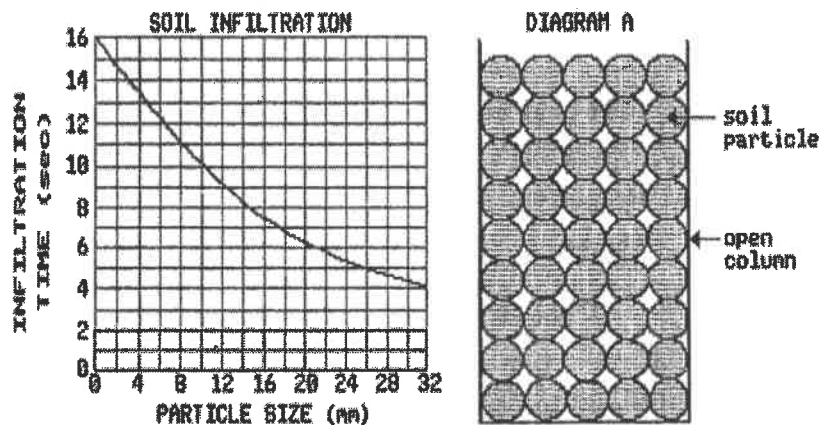 SOIL INFILTRATION
16
14
12
10
8
6
4
2
0
INFILTRATION
TIME (sec)
0 4 8 12 16 20 24 28 32
PARTICLE SIZE (mm)
DIAGRAM A
soil
particle
open
column